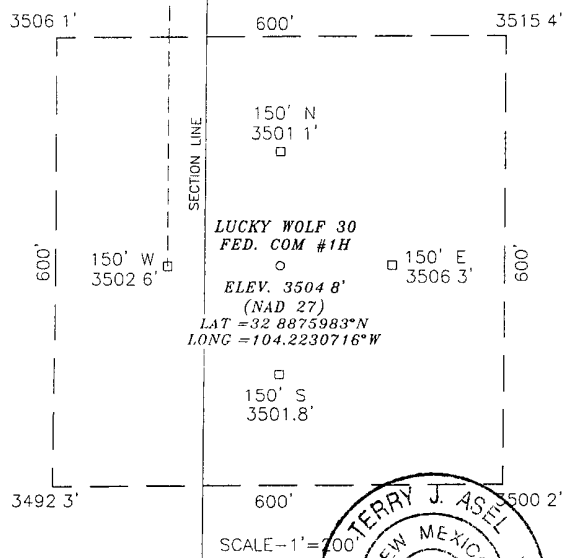 3506 1'
600'
3515 4'
150' N
3501 1'
SECTION LINE
LUCKY WOLF 30
FED. COM #1H
600'
150' W
3502 6'
150' E
3506 3'
600'
ELEV. 3504 8'
(NAD 27)
LAT =32 8875983°N
LONG =104.2230716°W
150' S
3501.8'
3492 3'
600'
3500 2'
TERRY J. ASEL
NEW MEXICO
SCALE-1'=200'